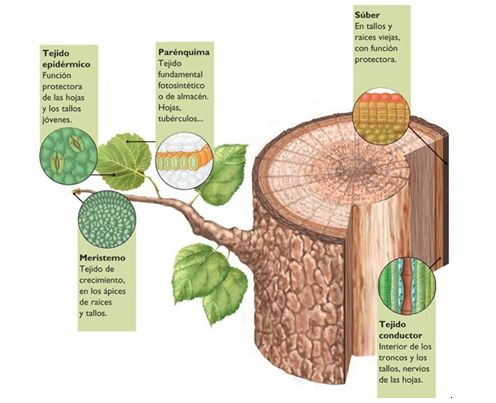 Tejido
epidérmico
Función
protectora
de las hojas
y los tallos
jóvenes.
Parénquima
Tejido
fundamental
fotosintético
o de almacén.
Hojas,
tubérculos...
Súber
En tallos y
raíces viejas,
con función
protectora.
Meristemo
Tejido de
crecimiento,
en los ápices
de raíces
y tallos.
Tejido
conductor
Interior de los
troncos y los
tallos, nervios
de las hojas.